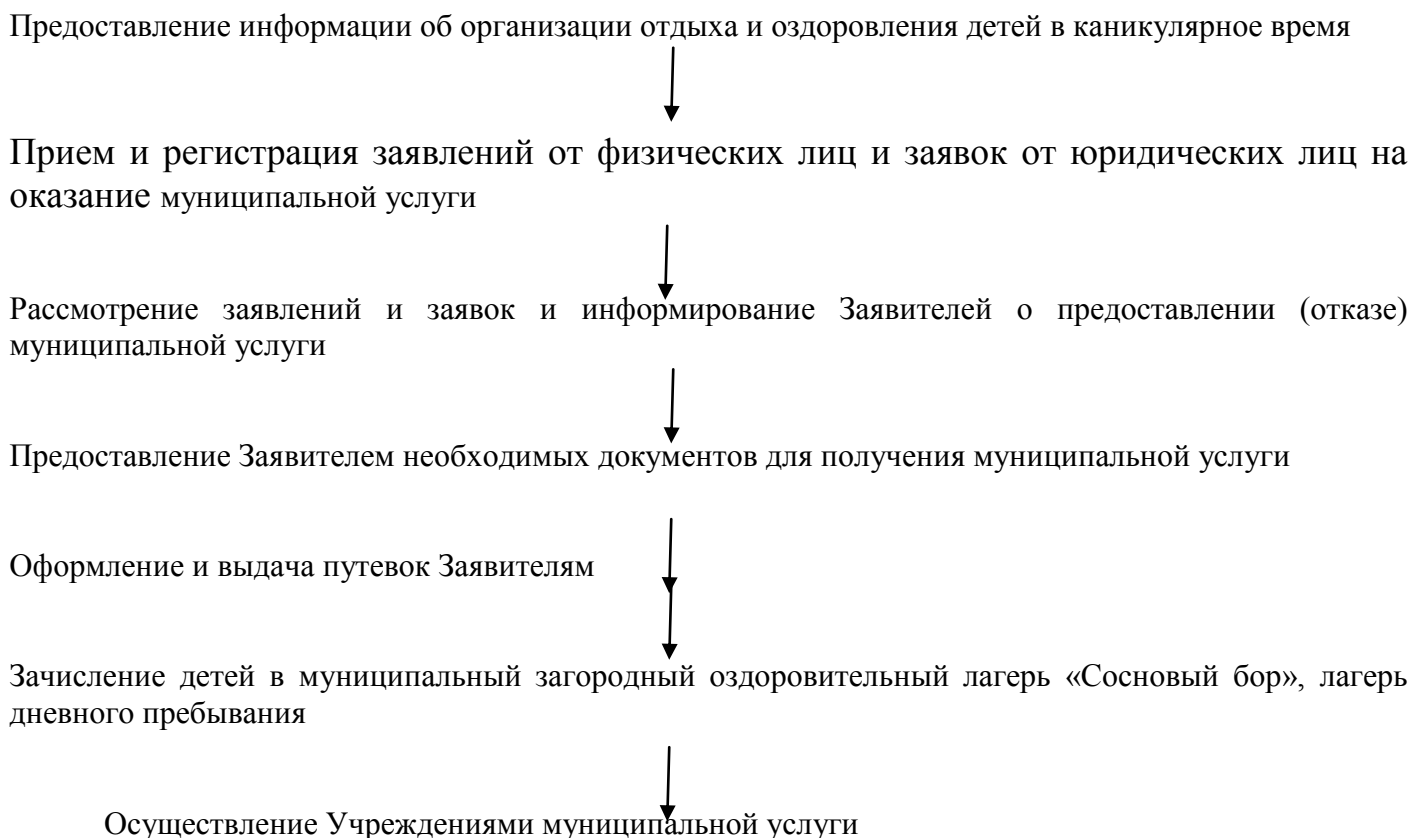 Предоставление информации об организации отдыха и оздоровления детей в каникулярное время
Прием и регистрация заявлений от физических лиц и заявок от юридических лиц на
оказание муниципальной услуги
Рассмотрение заявлений и заявок и информирование Заявителей о предоставлении (отказе)
муниципальной услуги
Предоставление Заявителем необходимых документов для получения муниципальной услуги
Оформление и выдача путевок Заявителям
Зачисление детей в муниципальный загородный оздоровительный лагерь «Сосновый бор», лагерь
дневного пребывания
Осуществление Учреждениями муниципальной услуги